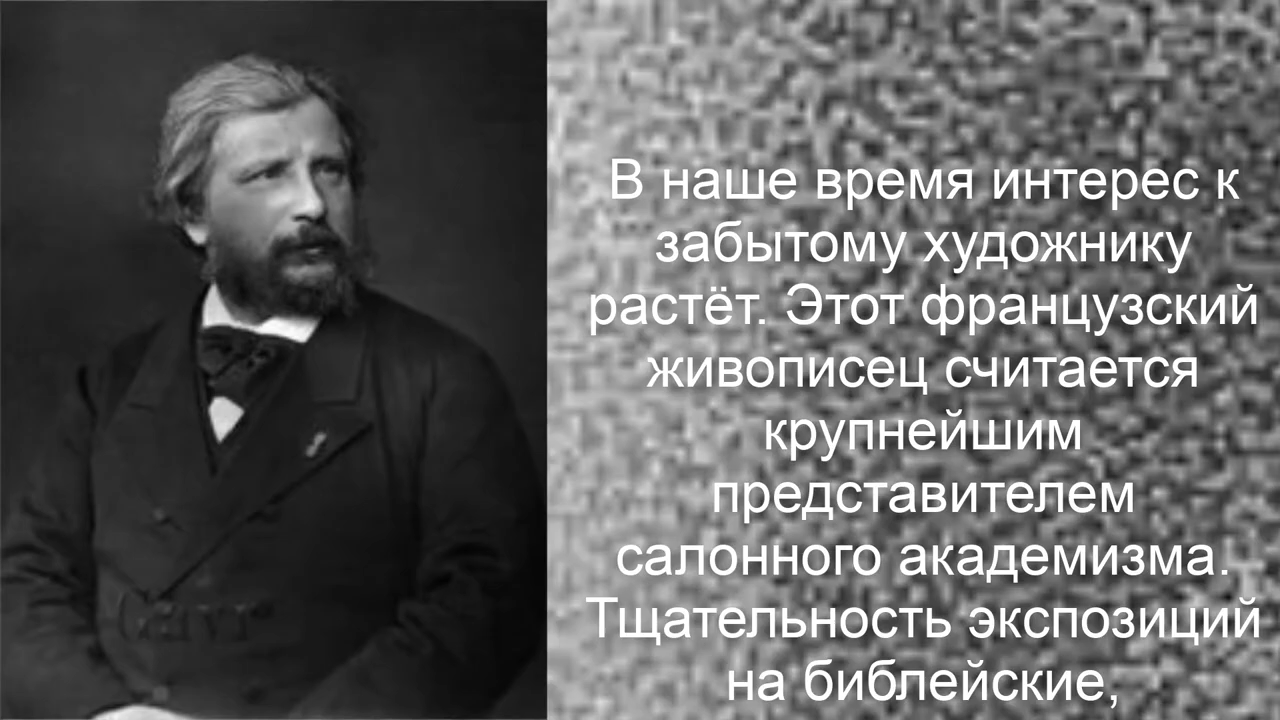 В наше время интерес к
забытому художнику
растёт. Этот французский
живописец считается
крупнейшим
представителем
салонного академизма.
Тщательность экспозиций
на библейские,